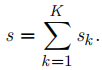 s = \sum_{k=1}^{K} s_k.